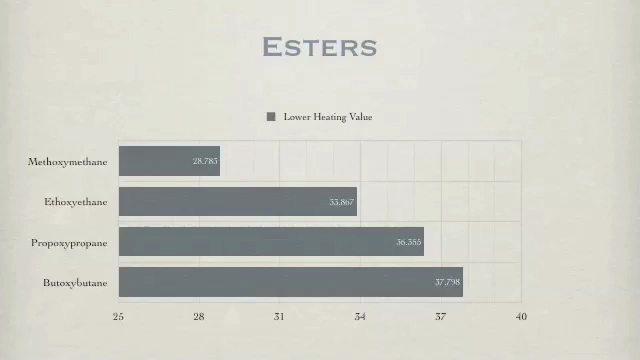 ESTERS
Lower Heating Value
Methoxymethane 28.783
Ethoxyethane 33.867
Propoxypropane 36.355
Butoxybutane 37.798
25 28 31 34 37 40